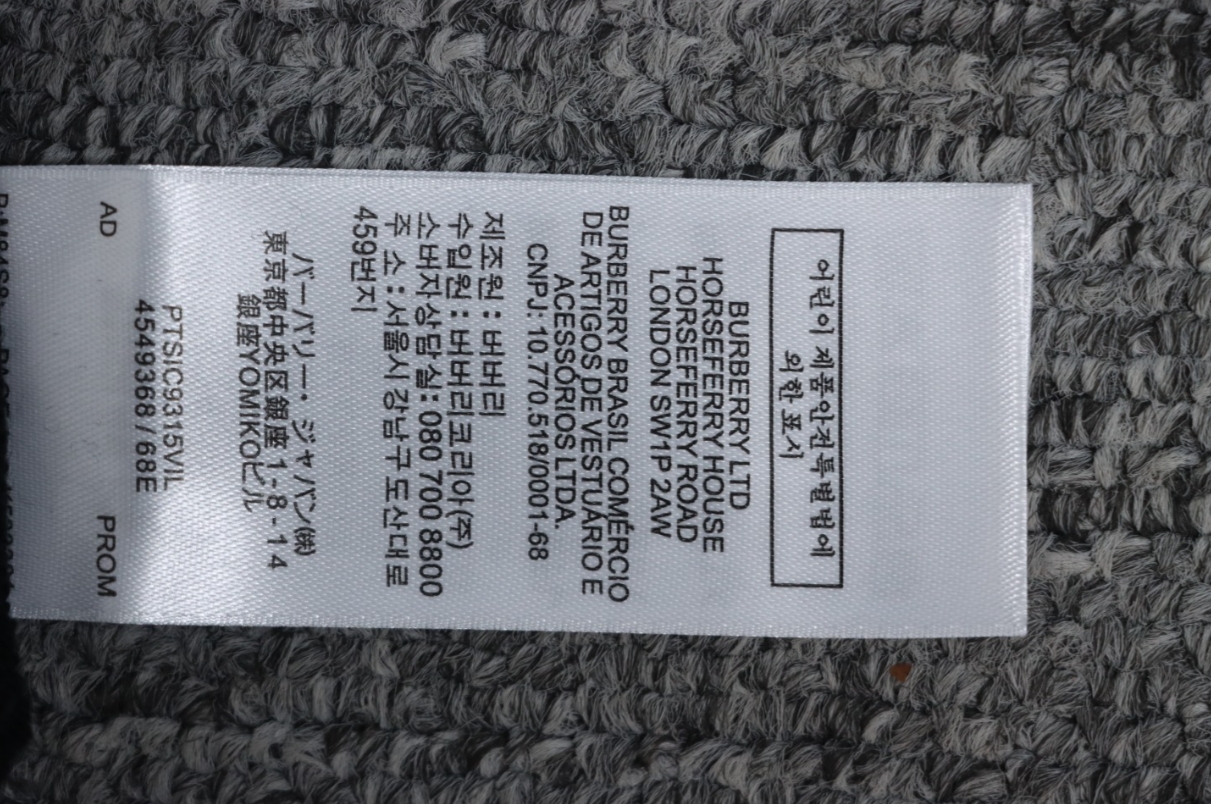 어린이 제품안전특별법에
의한 표시
BURBERRY LTD
HORSEFERRY HOUSE
HORSEFERRY ROAD
LONDON SW1P 2AW
BURBERRY BRASIL COMÉRCIO
DE ARTIGOS DE VESTUÁRIO E
ACESSÓRIOS LTDA.
CNPJ: 10.770.518/0001-68
제조원 : 버버리
수입원 : 버버리코리아(주)
소비자상담실: 080 700 8800
주 소 : 서울시 강남구 도산대로
459번지
バーバリー・ジャパン㈱
東京都中央区銀座1-8-14
銀座YOMIKOビル
PTSIC9315VIL
4549368 / 68E
AD PROM